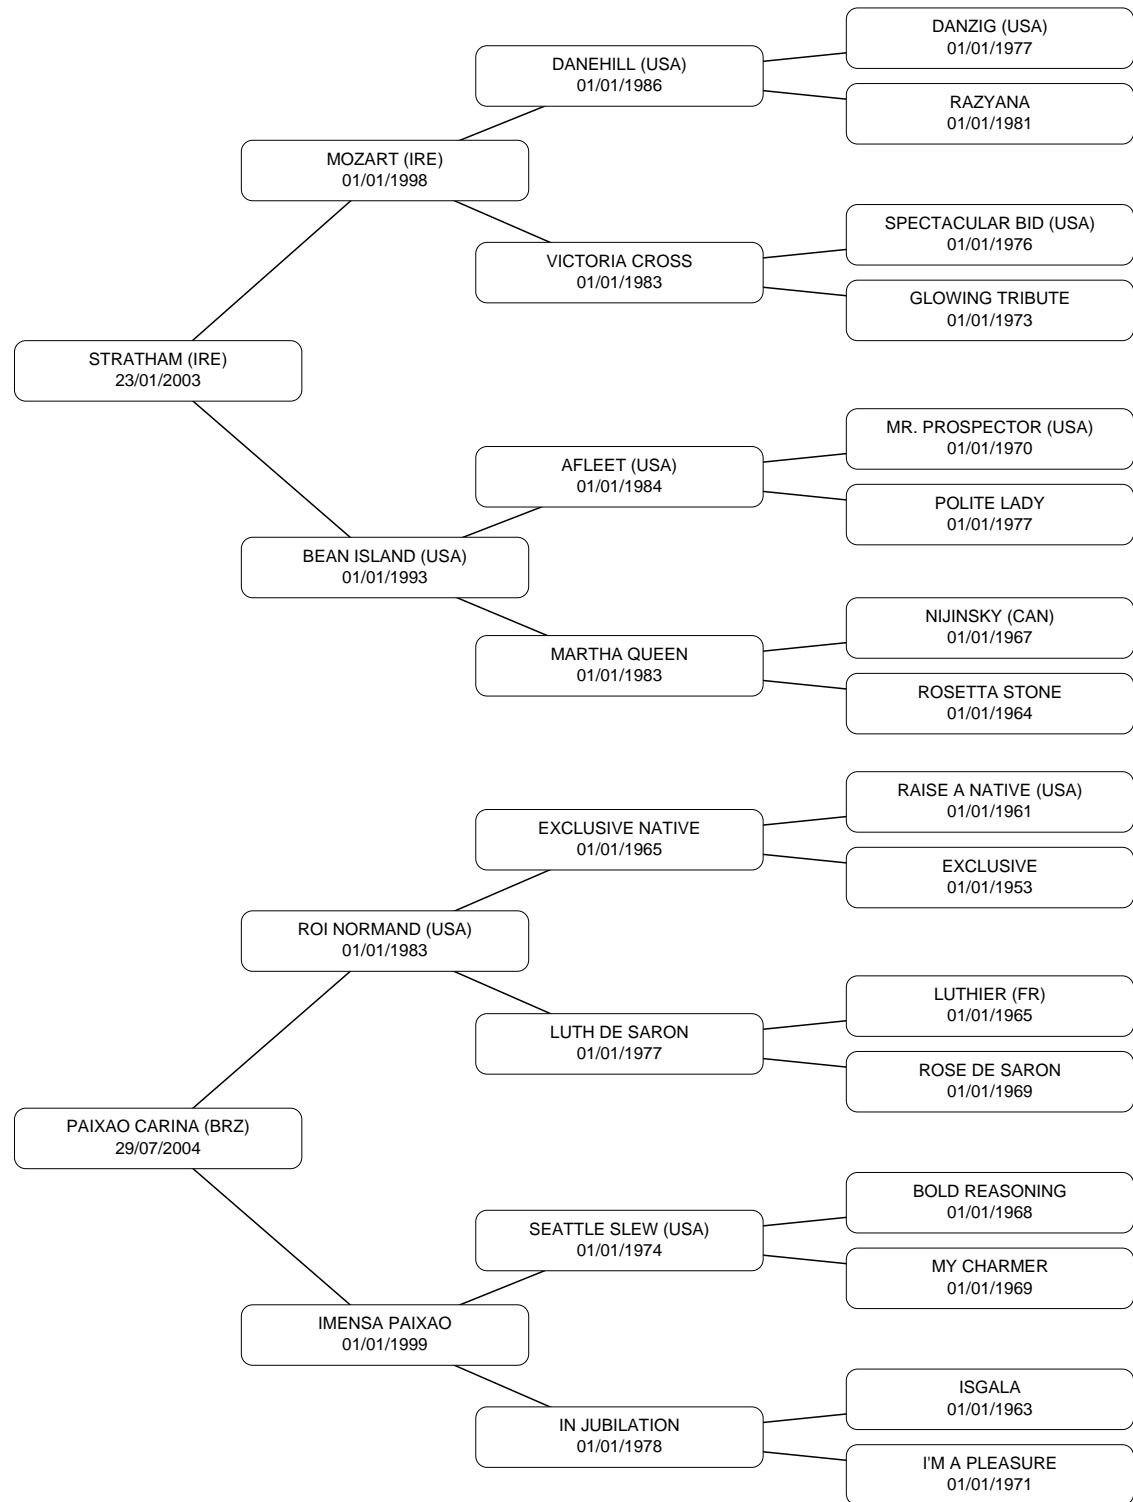 DANZIG (USA)
01/01/1977
DANEHILL (USA)
01/01/1986
RAZYANA
01/01/1981
MOZART (IRE)
01/01/1998
SPECTACULAR BID (USA)
01/01/1976
VICTORIA CROSS
01/01/1983
GLOWING TRIBUTE
01/01/1973
STRATHAM (IRE)
23/01/2003
MR. PROSPECTOR (USA)
01/01/1970
AFLEET (USA)
01/01/1984
POLITE LADY
01/01/1977
BEAN ISLAND (USA)
01/01/1993
NIJINSKY (CAN)
01/01/1967
MARTHA QUEEN
01/01/1983
ROSETTA STONE
01/01/1964
RAISE A NATIVE (USA)
01/01/1961
EXCLUSIVE NATIVE
01/01/1965
EXCLUSIVE
01/01/1953
ROI NORMAND (USA)
01/01/1983
LUTHIER (FR)
01/01/1965
LUTH DE SARON
01/01/1977
ROSE DE SARON
01/01/1969
PAIXAO CARINA (BRZ)
29/07/2004
BOLD REASONING
01/01/1968
SEATTLE SLEW (USA)
01/01/1974
MY CHARMER
01/01/1969
IMENSA PAIXAO
01/01/1999
ISGALA
01/01/1963
IN JUBILATION
01/01/1978
I'M A PLEASURE
01/01/1971